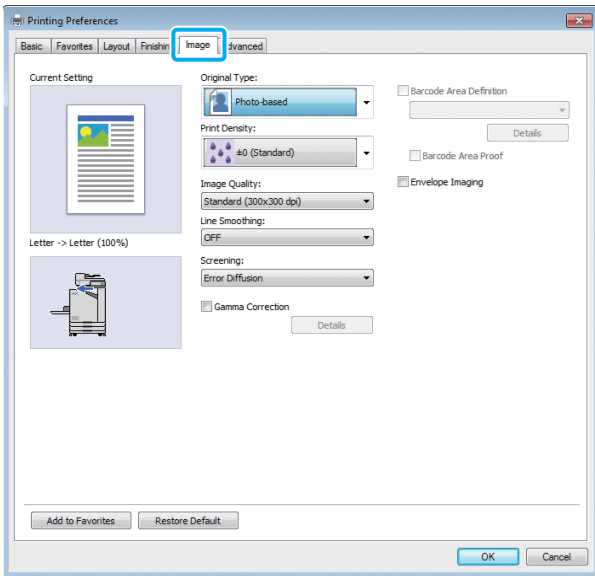 Printing Preferences
Basic Favorites Layout Finishin Image dvanced
Current Setting
Letter -> Letter (100%)
Original Type:
Photo-based
Print Density:
±0 (Standard)
Image Quality:
Standard (300x300 dpi)
Line Smoothing:
OFF
Screening:
Error Diffusion
Gamma Correction
Details
Barcode Area Definition
Details
Barcode Area Proof
Envelope Imaging
Add to Favorites Restore Default
OK Cancel